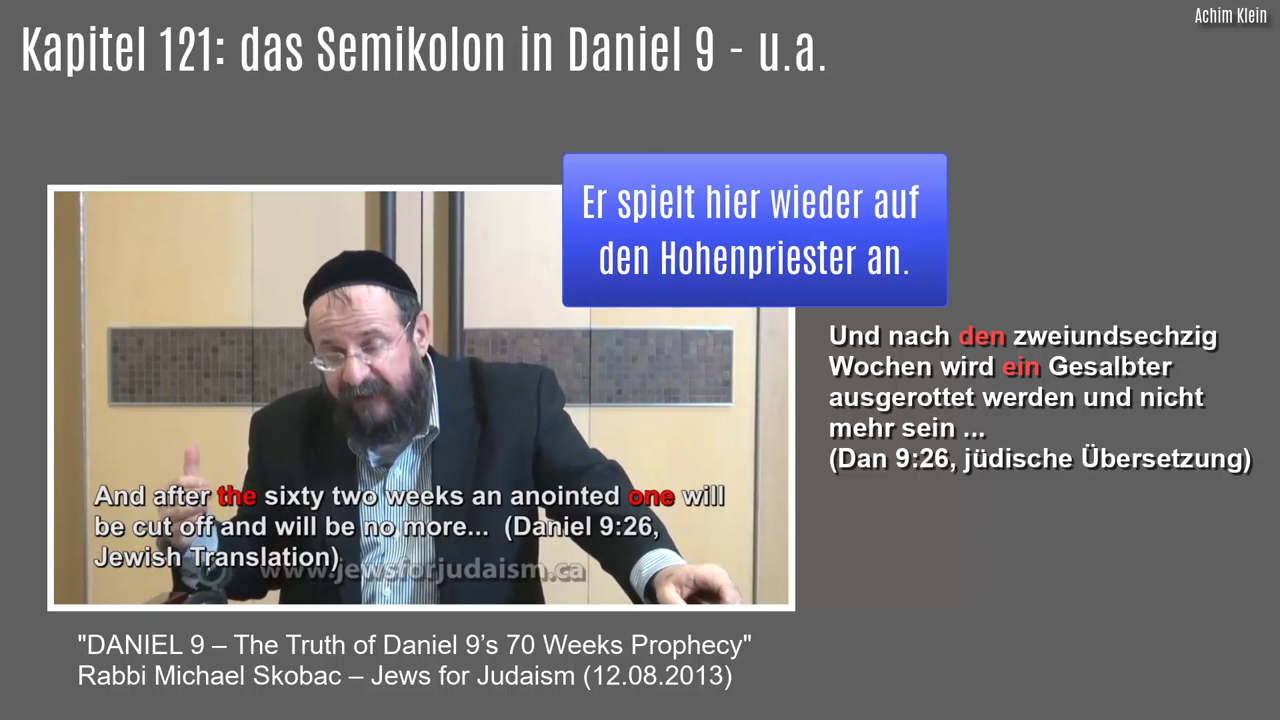 Achim Klein
Kapitel 121: das Semikolon in Daniel 9 - u.a.
Er spielt hier wieder auf
den Hohenpriester an.
Und nach den zweiundsechzig
Wochen wird ein Gesalbter
ausgerottet werden und nicht
mehr sein ...
(Dan 9:26, jüdische Übersetzung)
And after the sixty two weeks an anointed one will
be cut off and will be no more... (Daniel 9:26,
Jewish Translation)
www.jewsforjudaism.ca
"DANIEL 9 – The Truth of Daniel 9’s 70 Weeks Prophecy"
Rabbi Michael Skobac – Jews for Judaism (12.08.2013)